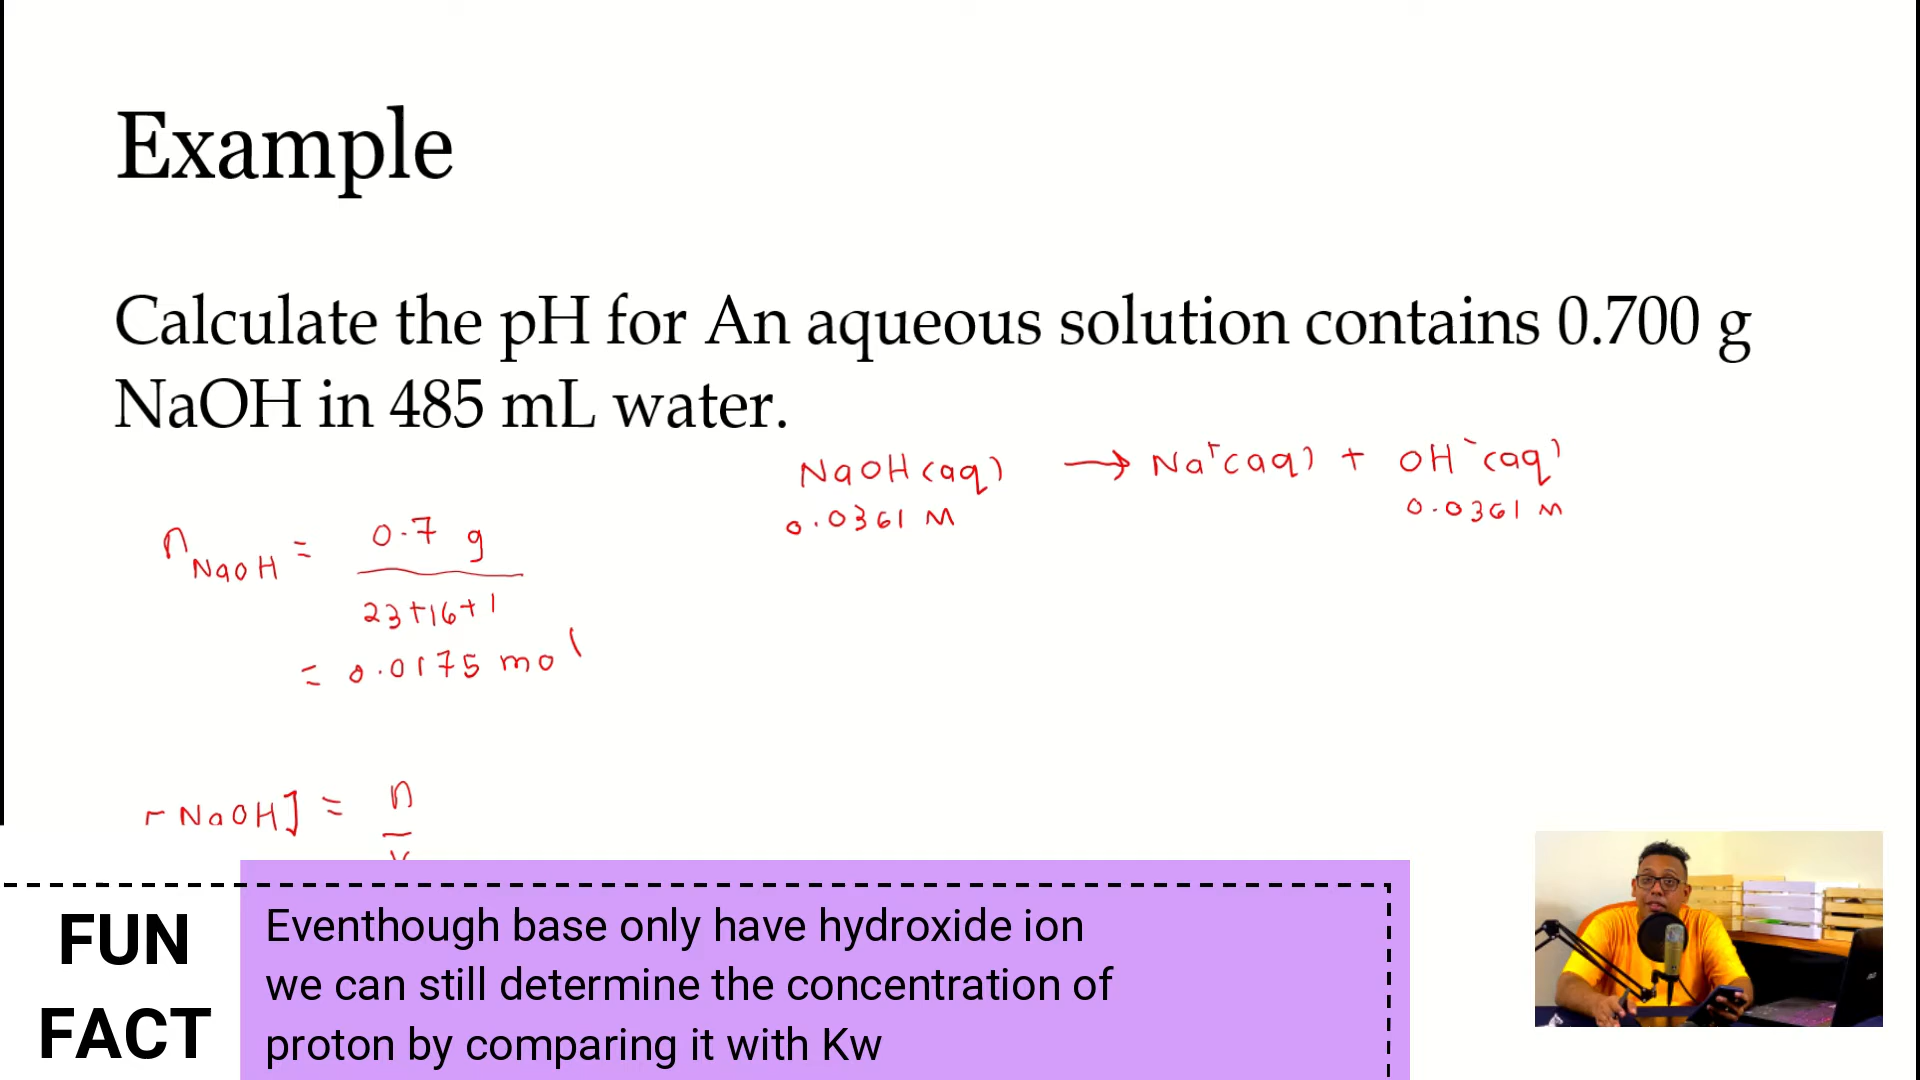 Example
Calculate the pH for An aqueous solution contains 0.700 g
NaOH in 485 mL water.
NaOH(aq) → Na⁺(aq) + OH⁻(aq)
0.0361 M 0.0361 M
n NaOH = 0.7 g
23+16+1
= 0.0175 mol
[NaOH] = n
FUN
FACT
Eventhough base only have hydroxide ion
we can still determine the concentration of
proton by comparing it with Kw